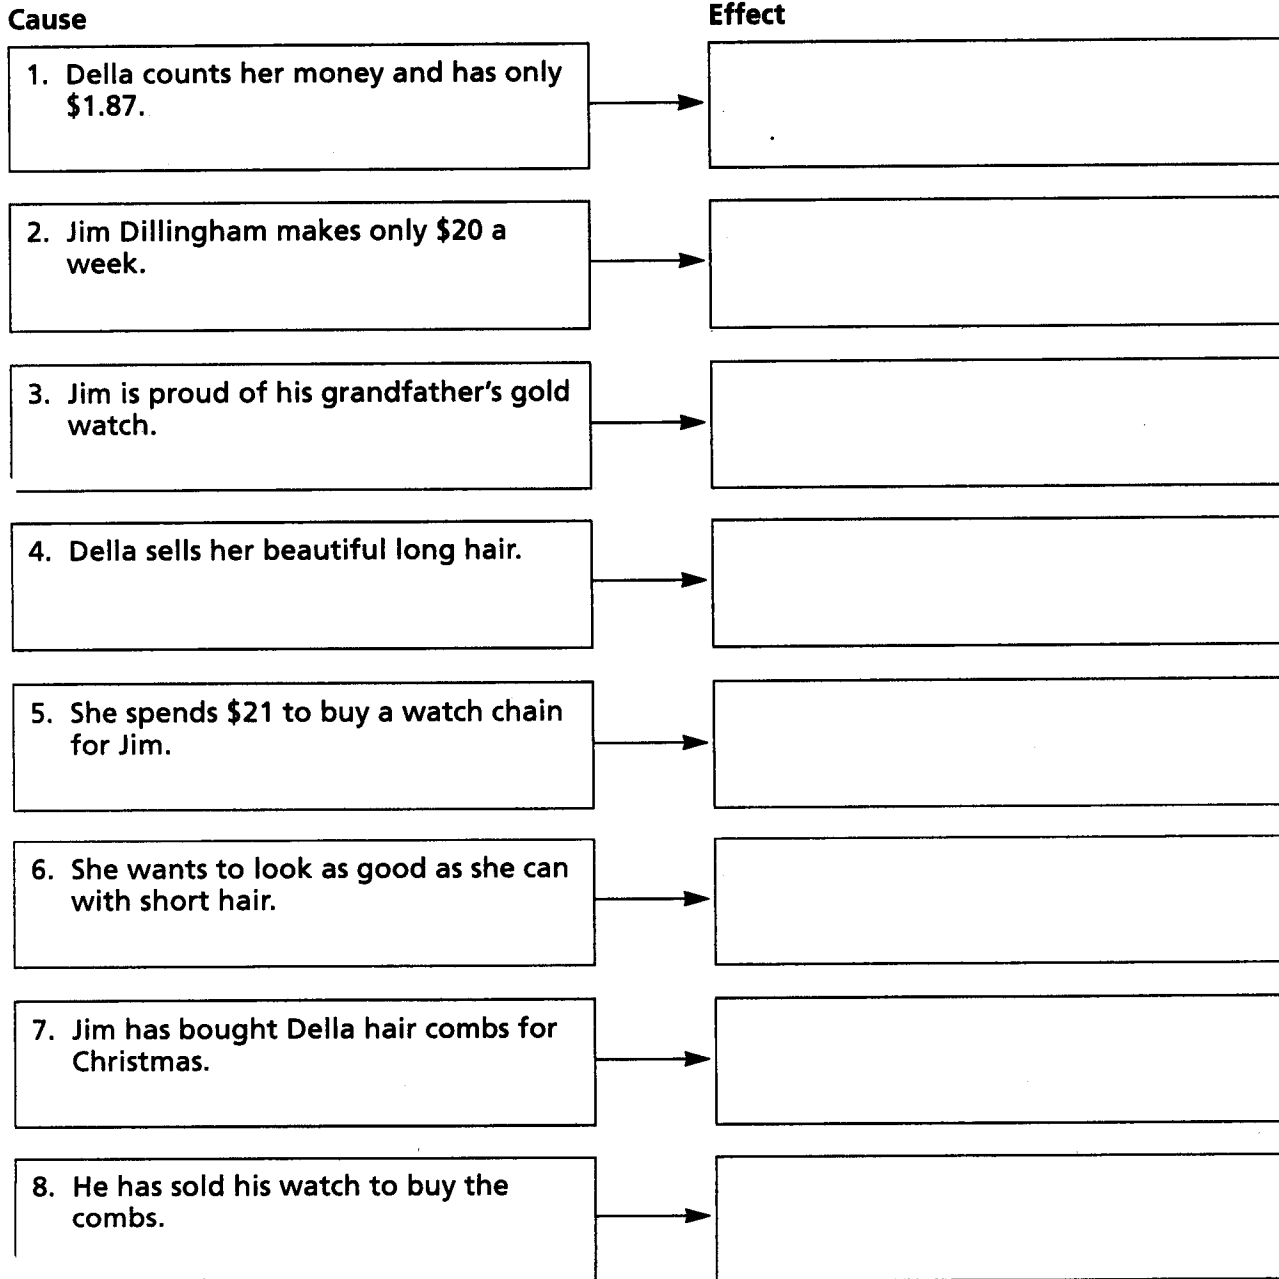 Cause
Effect
1. Della counts her money and has only
$1.87.
2. Jim Dillingham makes only $20 a
week.
3. Jim is proud of his grandfather's gold
watch.
4. Della sells her beautiful long hair.
5. She spends $21 to buy a watch chain
for Jim.
6. She wants to look as good as she can
with short hair.
7. Jim has bought Della hair combs for
Christmas.
8. He has sold his watch to buy the
combs.